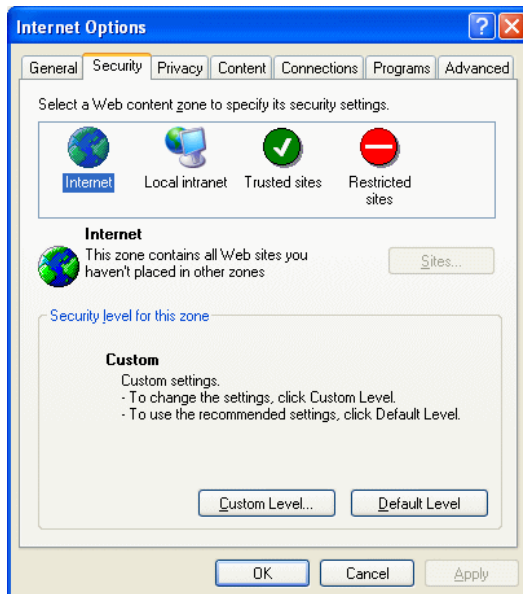 Internet Options
General Security Privacy Content Connections Programs Advanced
Select a Web content zone to specify its security settings.
Internet Local intranet Trusted sites Restricted
sites
Internet
This zone contains all Web sites you
haven't placed in other zones
Sites...
Security level for this zone
Custom
Custom settings.
- To change the settings, click Custom Level.
- To use the recommended settings, click Default Level.
Custom Level... Default Level
OK Cancel Apply